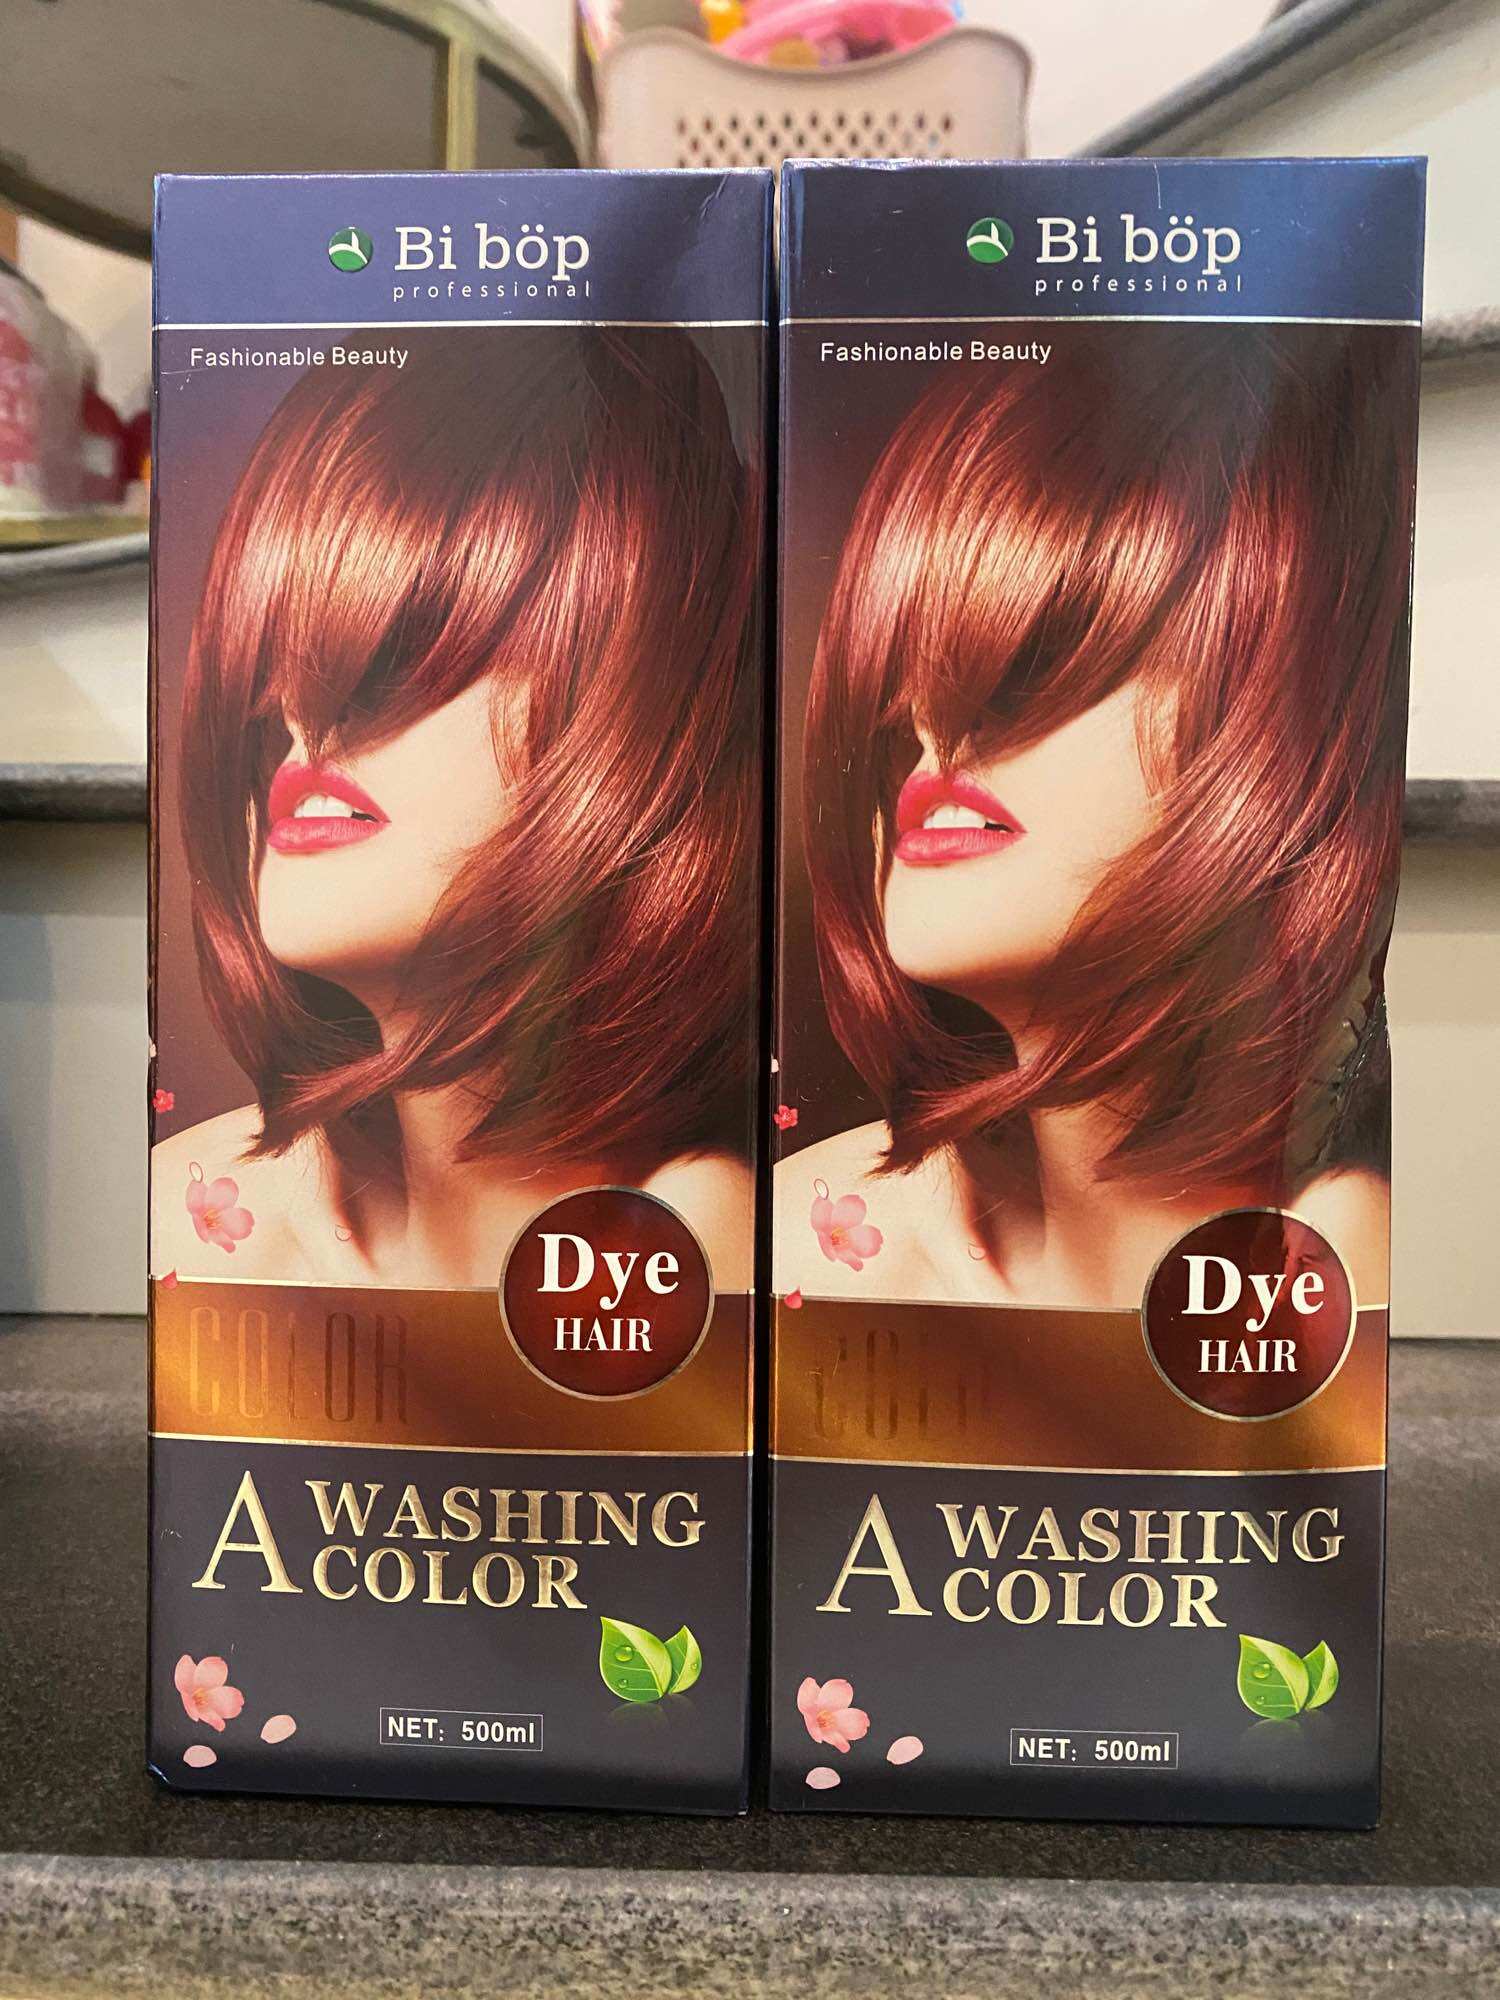 Bi böp
professional
Fashionable Beauty
Dye
HAIR
COLOR
A WASHING
COLOR
NET: 500ml
Bi böp
professional
Fashionable Beauty
Dye
HAIR
A WASHING
COLOR
NET: 500ml